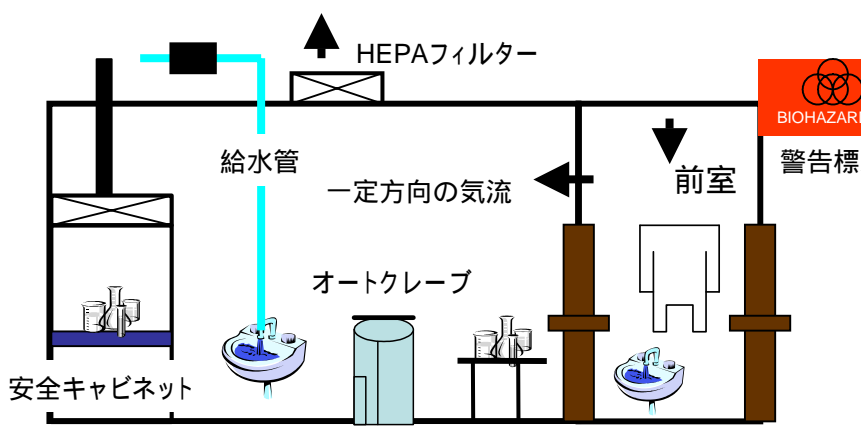 HEPAフィルター
BIOHAZAR
給水管
警告標
前室
一定方向の気流
オートクレーブ
安全キャビネット